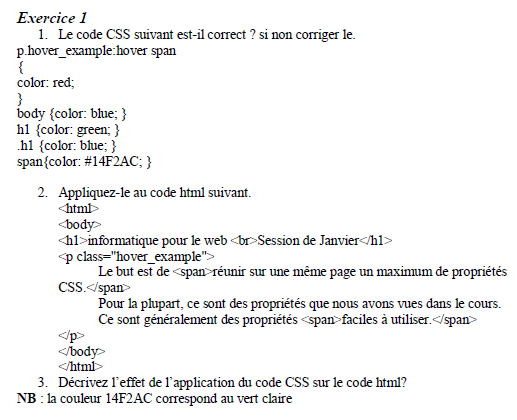 Exercice 1
1. Le code CSS suivant est-il correct ? si non corriger le.
p.hover_example:hover span
{
color: red;
}
body {color: blue; }
h1 {color: green; }
.h1 {color: blue; }
span{color: #14F2AC; }
2. Appliquez-le au code html suivant.
<html>
<body>
<h1>informatique pour le web <br>Session de Janvier</h1>
<p class="hover_example">
Le but est de <span>réunir sur une même page un maximum de propriétés
CSS.</span>
Pour la plupart, ce sont des propriétés que nous avons vues dans le cours.
Ce sont généralement des propriétés <span>faciles à utiliser.</span>
</p>
</body>
</html>
3. Décrivez l'effet de l'application du code CSS sur le code html?
NB : la couleur 14F2AC correspond au vert claire